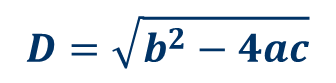 D = √b² − 4ac